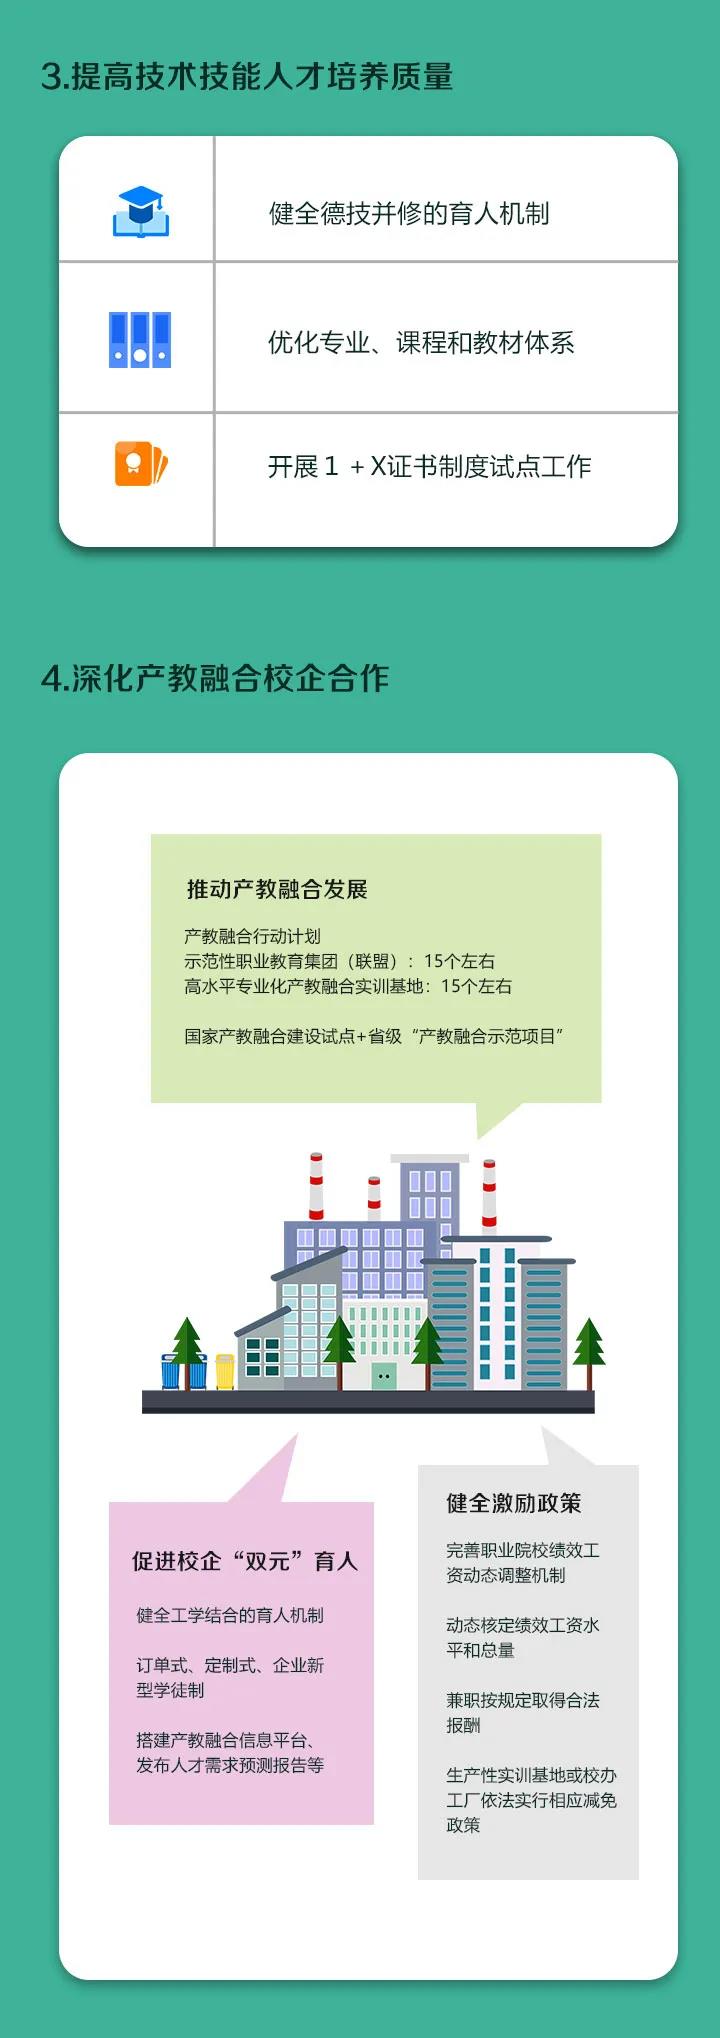 3.提高技术技能人才培养质量
健全德技并修的育人机制
优化专业、课程和教材体系
开展1+X证书制度试点工作
4.深化产教融合校企合作
推动产教融合发展
产教融合行动计划
示范性职业教育集团（联盟）：15个左右
高水平专业化产教融合实训基地：15个左右
国家产教融合建设试点+省级“产教融合示范项目”
促进校企“双元”育人
健全工学结合的育人机制
订单式、定制式、企业新
型学徒制
搭建产教融合信息平台、
发布人才需求预测报告等
健全激励政策
完善职业院校绩效工
资动态调整机制
动态核定绩效工资水
平和总量
兼职按规定取得合法
报酬
生产性实训基地或校办
工厂依法实行相应减免
政策